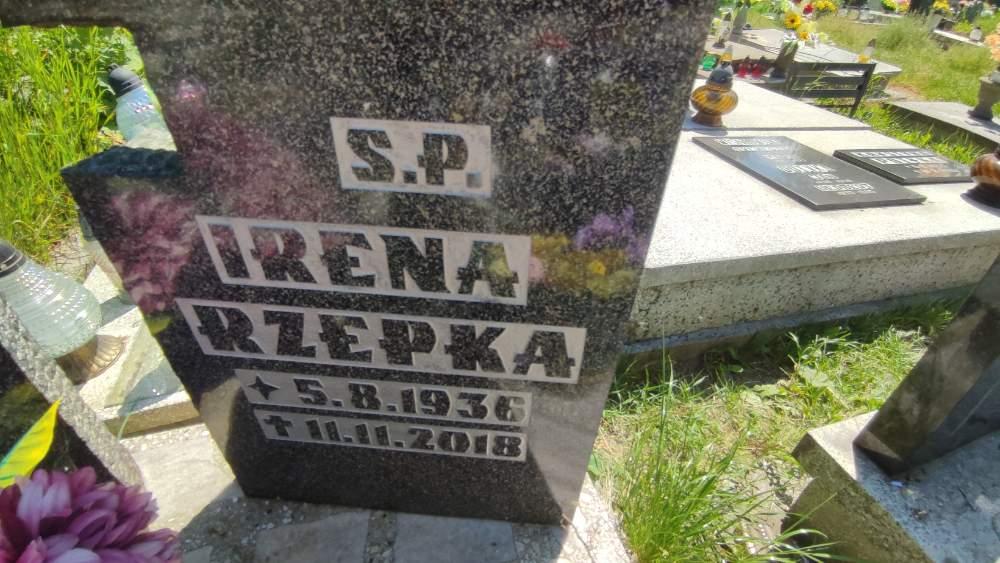 S.P.
IRENA
RZEPKA
5.8.1936
11.11.2018